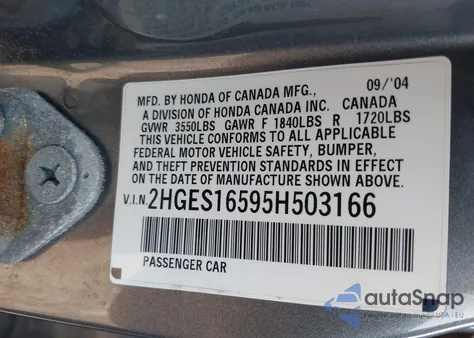 MFD. BY HONDA OF CANADA MFG., 09/'04
A DIVISION OF HONDA CANADA INC. CANADA
GVWR 3550LBS GAWR F 1840LBS R 1720LBS
THIS VEHICLE CONFORMS TO ALL APPLICABLE
FEDERAL MOTOR VEHICLE SAFETY, BUMPER,
AND THEFT PREVENTION STANDARDS IN EFFECT
ON THE DATE OF MANUFACTURE SHOWN ABOVE.
V.I.N. 2HGES16595H503166
PASSENGER CAR
autoSnap